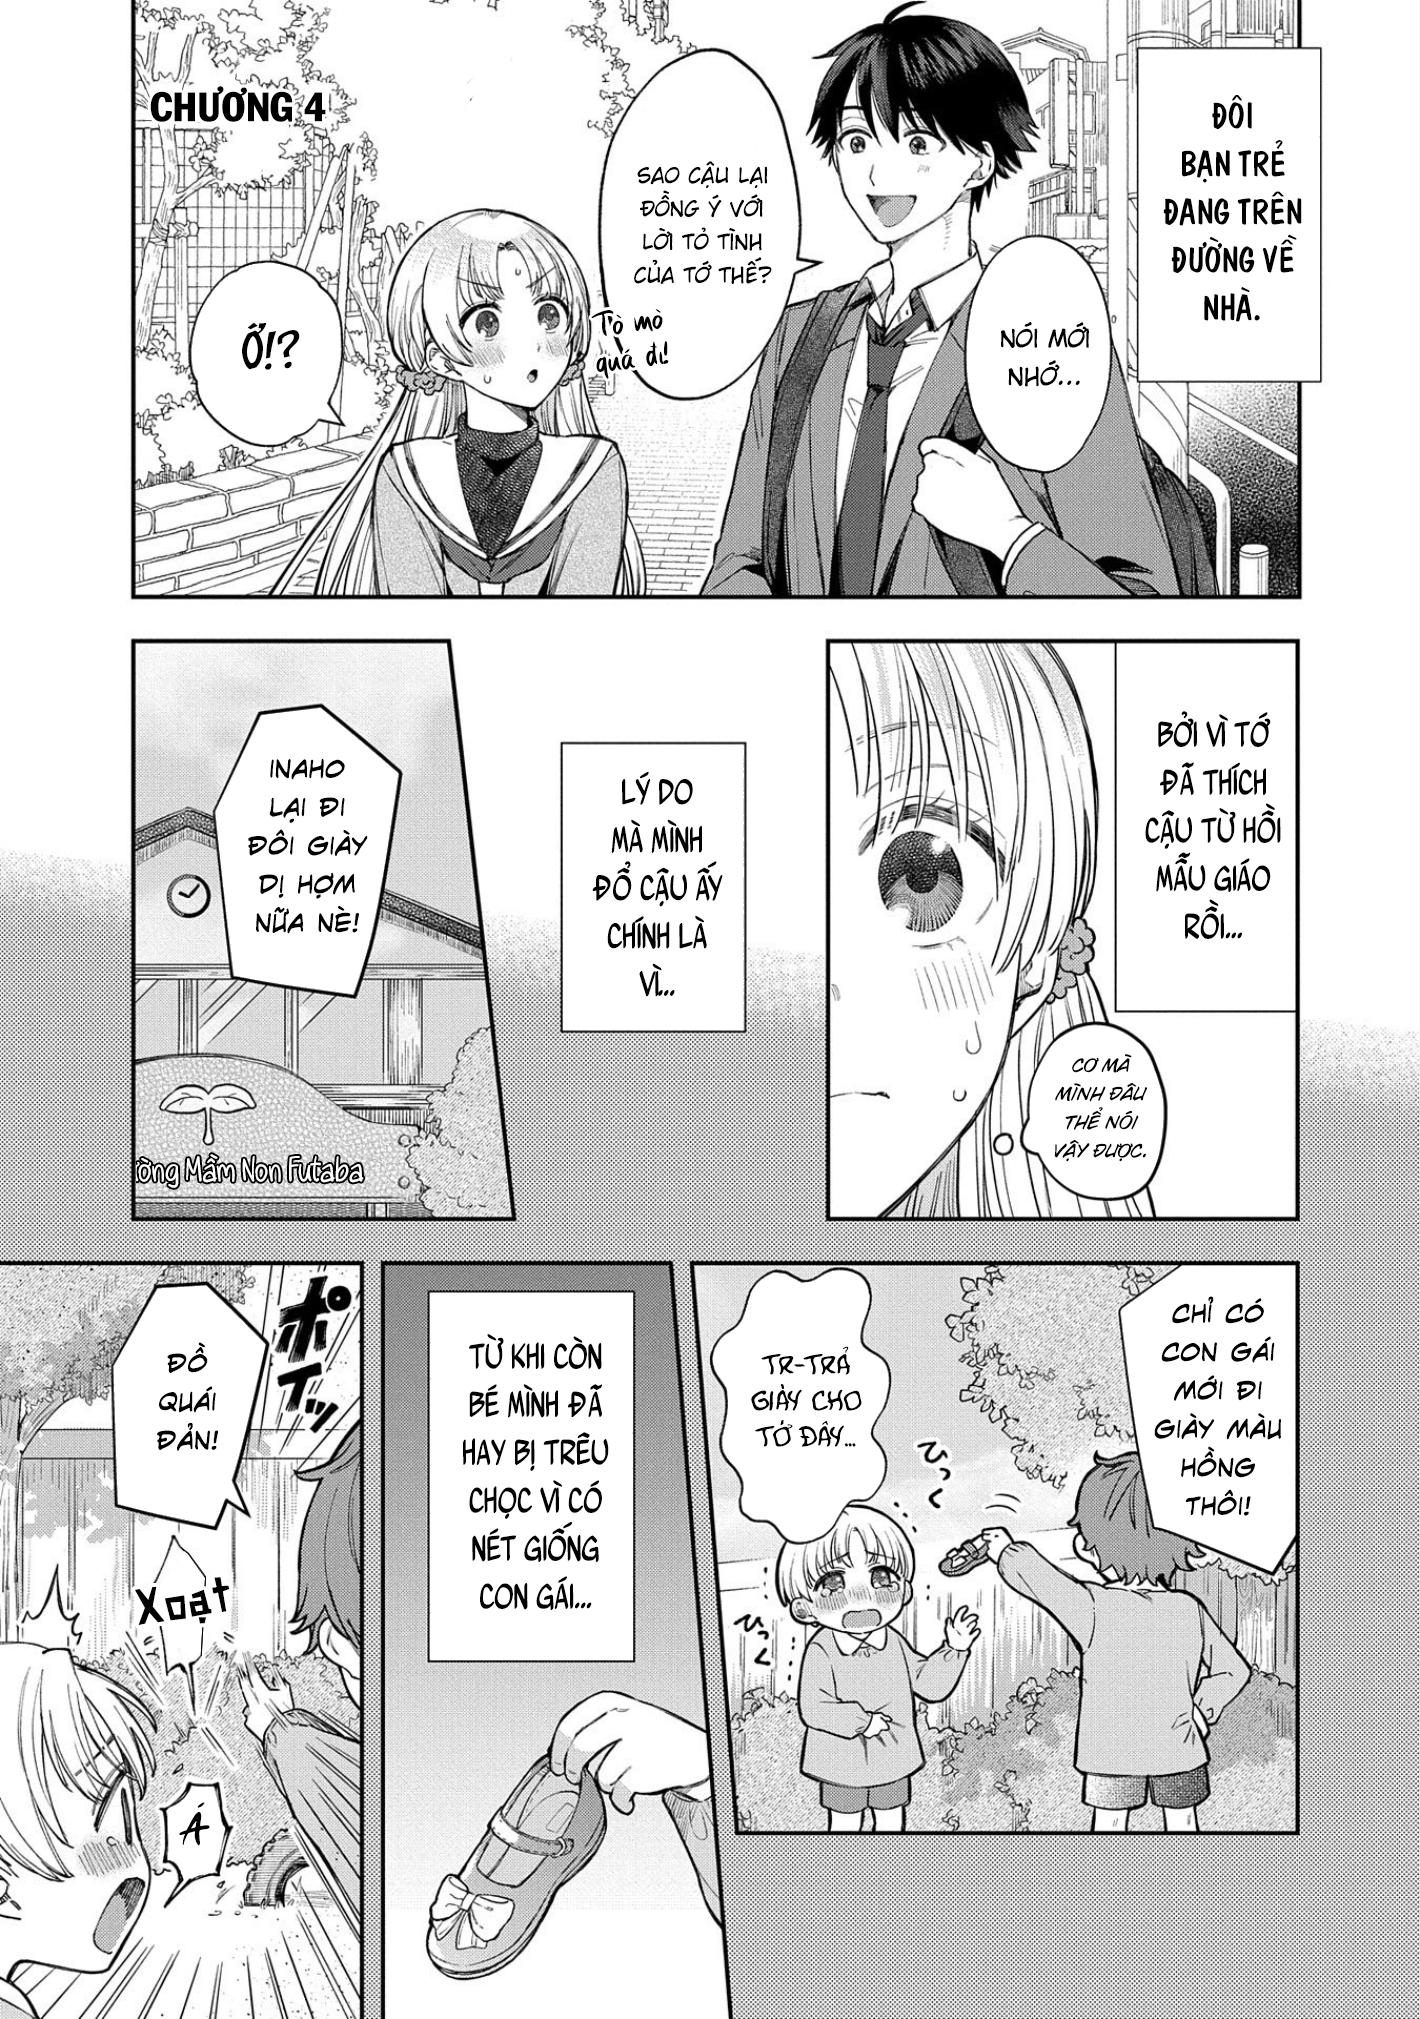 CHƯƠNG 4
ĐÔI
BẠN TRẺ
ĐANG TRÊN
ĐƯỜNG VỀ
NHÀ.
NÓI MỚI
NHỚ...
SAO CẬU LẠI
ĐỒNG Ý VỚI
LỜI TỎ TÌNH
CỦA TỚ THẾ?
Tò mò
quá đi!
Ớ!?
BỞI VÌ TỚ
ĐÃ THÍCH
CẬU TỪ HỒI
MẪU GIÁO
RỒI...
CƠ MÀ
MÌNH ĐÂU
THỂ NÓI
VẬY ĐƯỢC.
LÝ DO
MÀ MÌNH
ĐỔ CẬU ẤY
CHÍNH LÀ
VÌ...
INAHO
LẠI ĐI
ĐÔI GIÀY
DỊ HỢM
NỮA NÈ!
ường Mầm Non Futaba
CHỈ CÓ
CON GÁI
MỚI ĐI
GIÀY MÀU
HỒNG
THÔI!
TR-TRẢ
GIÀY CHO
TỚ ĐÂY...
ひっく
ひっく
TỪ KHI CÒN
BÉ MÌNH ĐÃ
HAY BỊ TRÊU
CHỌC VÌ CÓ
NÉT GIỐNG
CON GÁI...
ポイッ
ĐỒ
QUÁI
ĐẢN!
Xoạt
Á